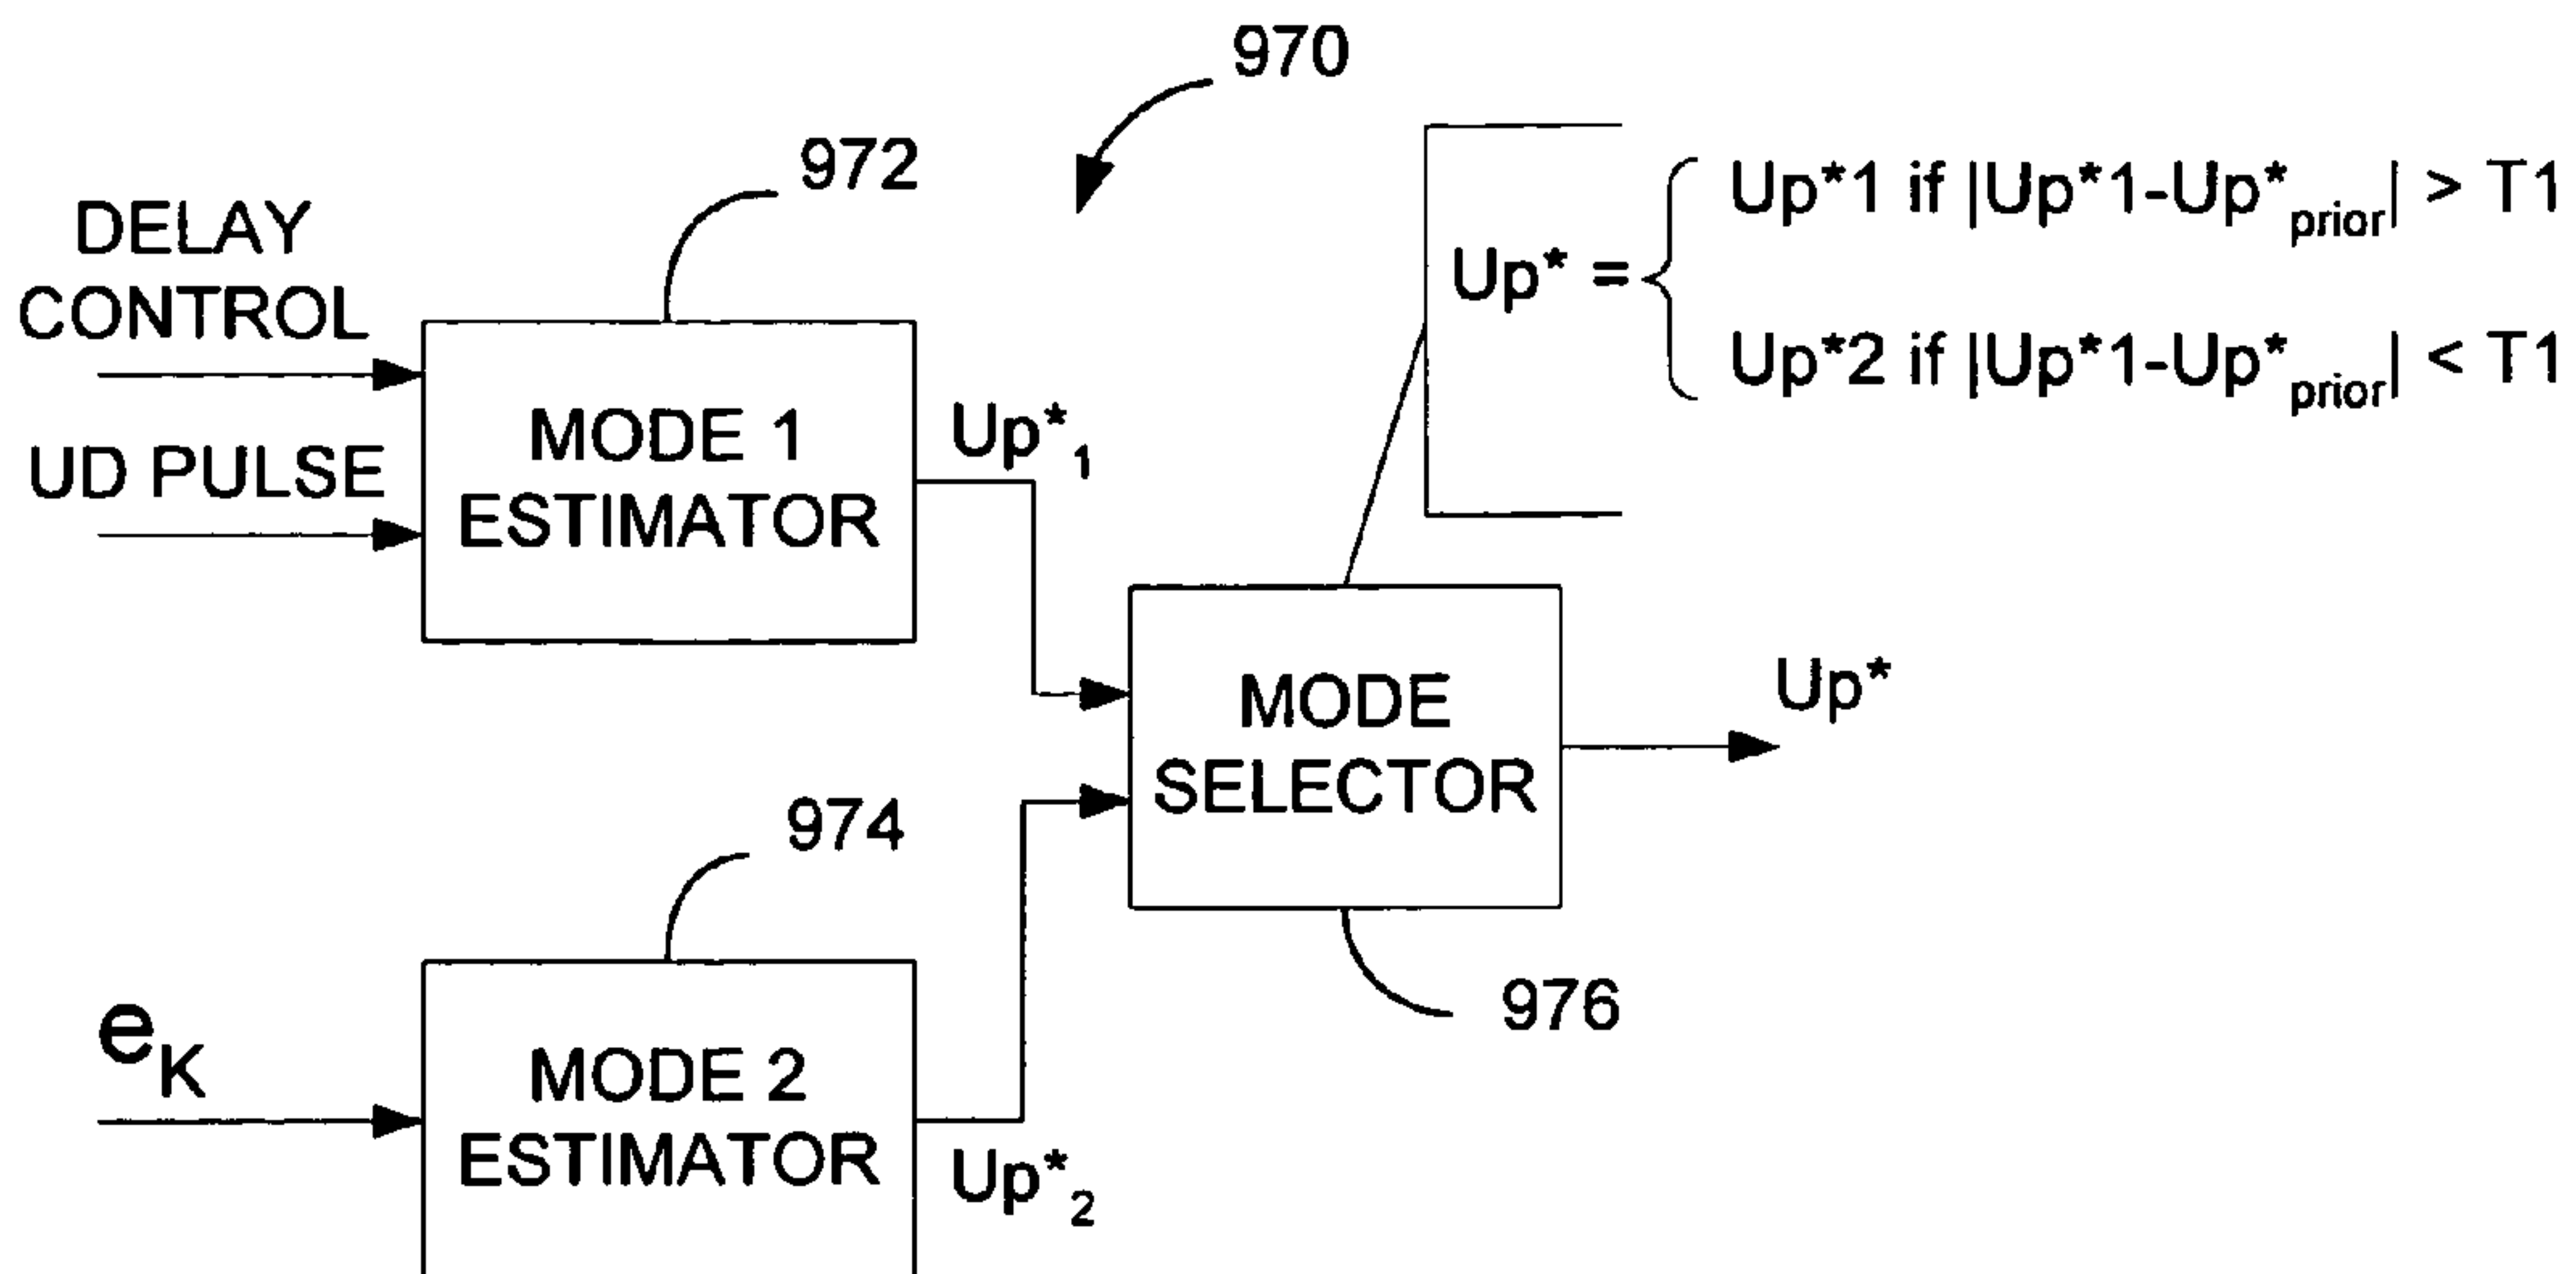 970
972
DELAY
CONTROL
UD PULSE
MODE 1
ESTIMATOR
Up*1
Up* =
Up*1 if |Up*1-Up*prior| > T1
Up*2 if |Up*1-Up*prior| < T1
MODE
SELECTOR
Up*
976
974
eK
MODE 2
ESTIMATOR
Up*2